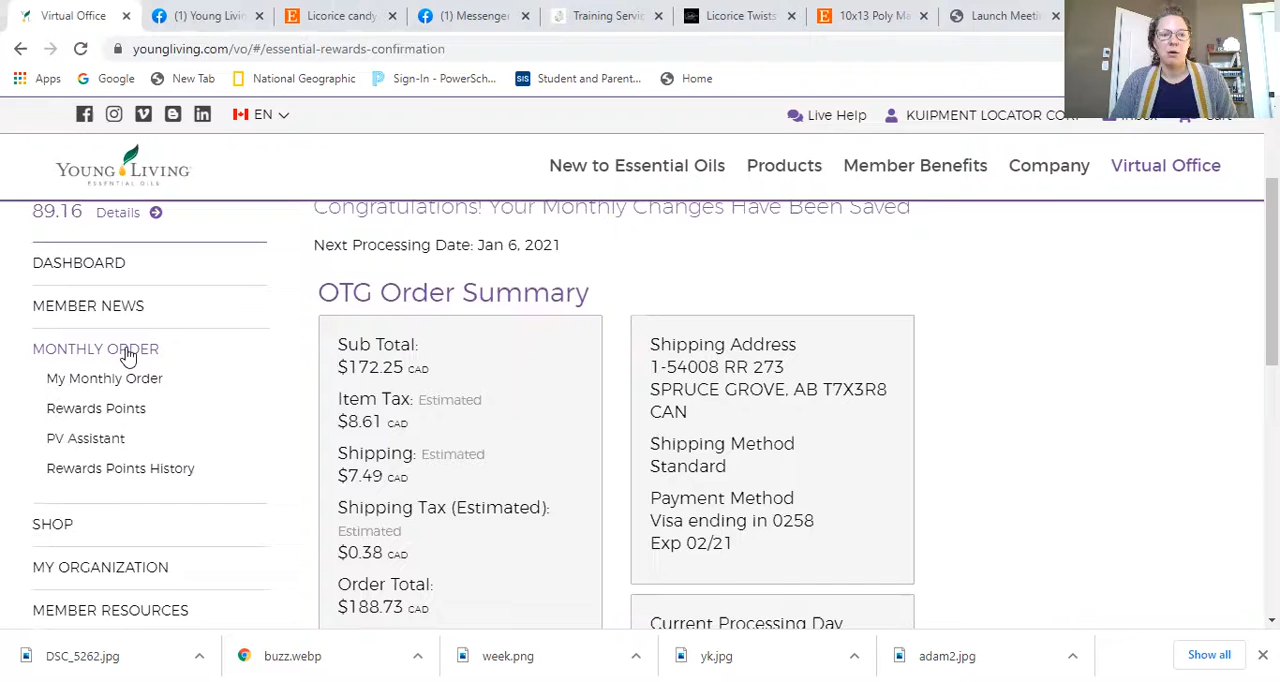 Virtual Office
(1) Young Livin
Licorice candy
(1) Messenge
Training Servic
Licorice Twists
10x13 Poly Ma
Launch Meeti
youngliving.com/vo/#/essential-rewards-confirmation
Apps
Google
New Tab
National Geographic
Sign-In - PowerSch...
SIS
Student and Parent...
Home
EN
Live Help
KUIPMENT LOCATOR COR
YOUNG LIVING
ESSENTIAL OILS
New to Essential Oils
Products
Member Benefits
Company
Virtual Office
89.16 Details
DASHBOARD
MEMBER NEWS
MONTHLY ORDER
My Monthly Order
Rewards Points
PV Assistant
Rewards Points History
SHOP
MY ORGANIZATION
MEMBER RESOURCES
Congratulations! Your Monthly Changes Have Been Saved
Next Processing Date: Jan 6, 2021
OTG Order Summary
Sub Total:
$172.25 CAD
Item Tax: Estimated
$8.61 CAD
Shipping: Estimated
$7.49 CAD
Shipping Tax (Estimated):
Estimated
$0.38 CAD
Order Total:
$188.73 CAD
Shipping Address
1-54008 RR 273
SPRUCE GROVE, AB T7X3R8
CAN
Shipping Method
Standard
Payment Method
Visa ending in 0258
Exp 02/21
Current Processing Day
DSC_5262.jpg
buzz.webp
week.png
yk.jpg
adam2.jpg
Show all